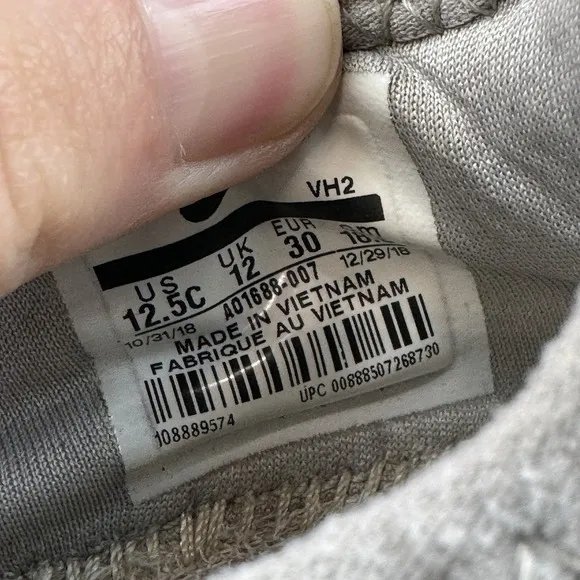 VH2
US UK EUR
12.5C 12 30
10/31/18 AO1688-007 12/29/18
MADE IN VIETNAM
FABRIQUE AU VIETNAM
108889574 UPC 00888507268730